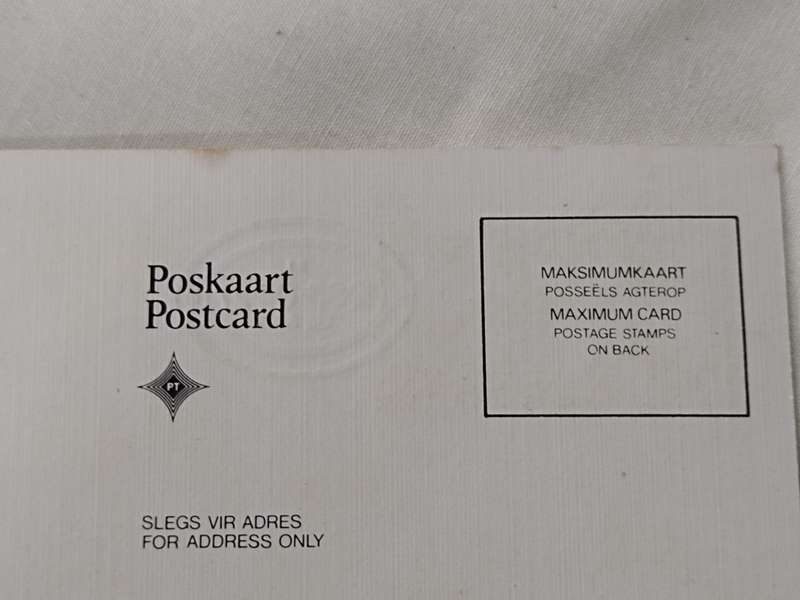 Poskaart
Postcard
PT
SLEGS VIR ADRES
FOR ADDRESS ONLY
MAKSIMUMKAART
POSSEËLS AGTEROP
MAXIMUM CARD
POSTAGE STAMPS
ON BACK